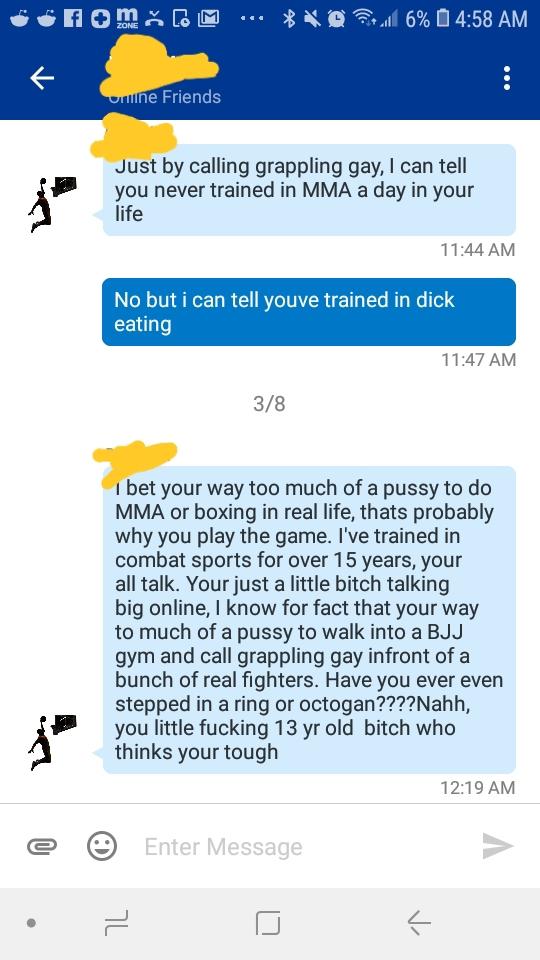 m
ZONE
6% 4:58 AM
Online Friends
Just by calling grappling gay, I can tell
you never trained in MMA a day in your
life
11:44 AM
No but i can tell youve trained in dick
eating
11:47 AM
3/8
I bet your way too much of a pussy to do
MMA or boxing in real life, thats probably
why you play the game. I've trained in
combat sports for over 15 years, your
all talk. Your just a little bitch talking
big online, I know for fact that your way
to much of a pussy to walk into a BJJ
gym and call grappling gay infront of a
bunch of real fighters. Have you ever even
stepped in a ring or octogan????Nahh,
you little fucking 13 yr old  bitch who
thinks your tough
12:19 AM
Enter Message